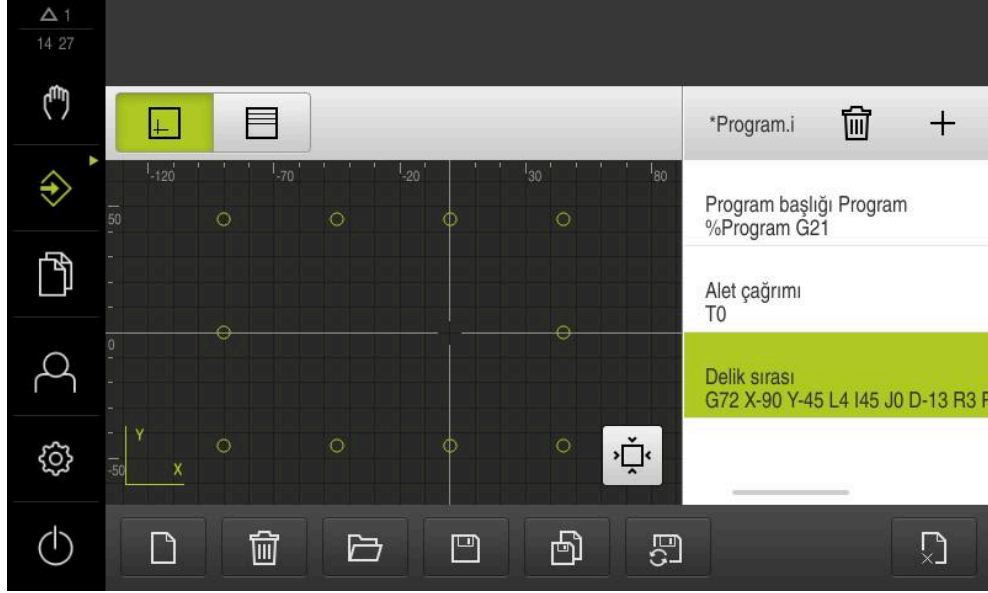 1
14 27
*Program.i
-120
-70
-20
30
80
50
0
-50
Y
X
Program başlığı Program
%Program G21
Alet çağrımı
T0
Delik sırası
G72 X-90 Y-45 L4 I45 J0 D-13 R3 F